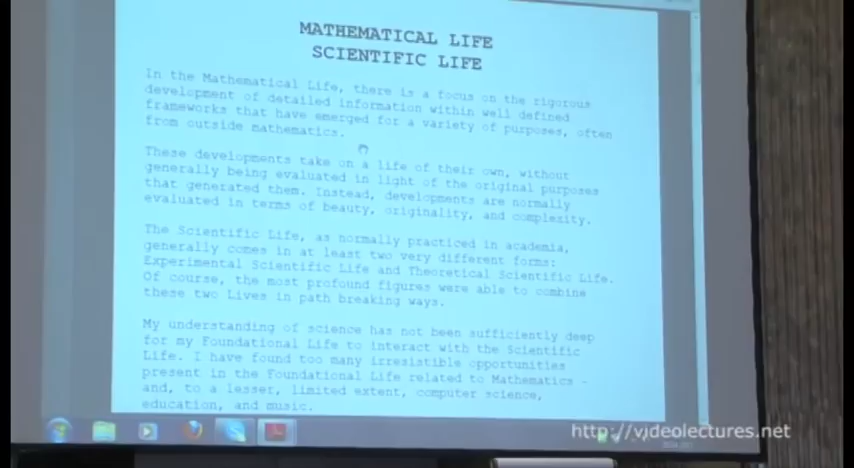 MATHEMATICAL LIFE
SCIENTIFIC LIFE
In the Mathematical Life, there is a focus on the rigorous
development of detailed information within well defined
frameworks that have emerged for a variety of purposes, often
from outside mathematics.
These developments take on a life of their own, without
generally being evaluated in light of the original purposes
that generated them. Instead, developments are normally
evaluated in terms of beauty, originality, and complexity.
The Scientific Life, as normally practiced in academia,
generally comes in at least two very different forms:
Experimental Scientific Life and Theoretical Scientific Life.
Of course, the most profound figures were able to combine
these two Lives in path breaking ways.
My understanding of science has not been sufficiently deep
for my Foundational Life to interact with the Scientific
Life. I have found too many irresistible opportunities
present in the Foundational Life related to Mathematics -
and, to a lesser, limited extent, computer science,
education, and music.
http://videolectures.net